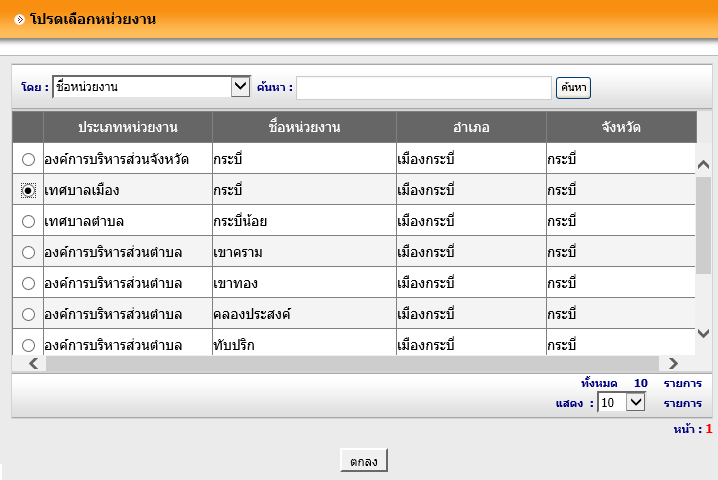 โปรดเลือกหน่วยงาน
โดย : ชื่อหน่วยงาน ค้นหา : ค้นหา
ประเภทหน่วยงาน ชื่อหน่วยงาน อำเภอ จังหวัด
องค์การบริหารส่วนจังหวัด กระบี่ เมืองกระบี่ กระบี่
เทศบาลเมือง กระบี่ เมืองกระบี่ กระบี่
เทศบาลตำบล กระบี่น้อย เมืองกระบี่ กระบี่
องค์การบริหารส่วนตำบล เขาคราม เมืองกระบี่ กระบี่
องค์การบริหารส่วนตำบล เขาทอง เมืองกระบี่ กระบี่
องค์การบริหารส่วนตำบล คลองประสงค์ เมืองกระบี่ กระบี่
องค์การบริหารส่วนตำบล ทับปริก เมืองกระบี่ กระบี่
ทั้งหมด 10 รายการ
แสดง : 10 รายการ
หน้า : 1
ตกลง